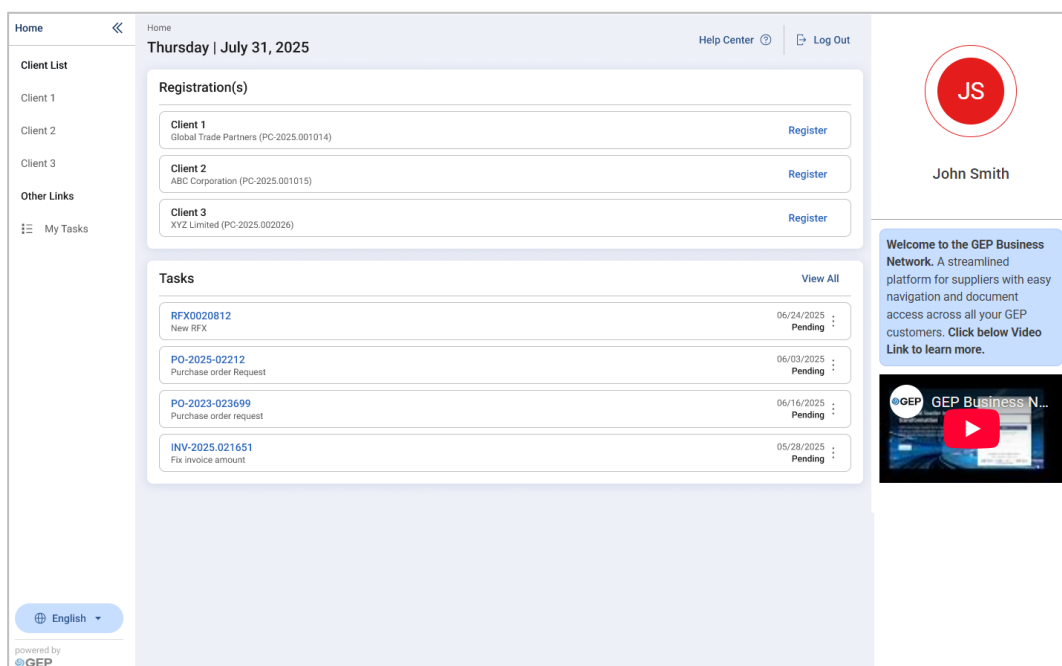 Home
Client List
Client 1
Client 2
Client 3
Other Links
My Tasks
English
powered by
GEP
Home
Thursday | July 31, 2025
Help Center
Log Out
Registration(s)
Client 1
Global Trade Partners (PC-2025.001014)
Register
Client 2
ABC Corporation (PC-2025.001015)
Register
Client 3
XYZ Limited (PC-2025.002026)
Register
Tasks
View All
RFX0020812
New RFX
06/24/2025
Pending
PO-2025-02212
Purchase order Request
06/03/2025
Pending
PO-2023-023699
Purchase order request
06/16/2025
Pending
INV-2025.021651
Fix invoice amount
05/28/2025
Pending
JS
John Smith
Welcome to the GEP Business
Network. A streamlined
platform for suppliers with easy
navigation and document
access across all your GEP
customers. Click below Video
Link to learn more.
GEP
GEP Business N...